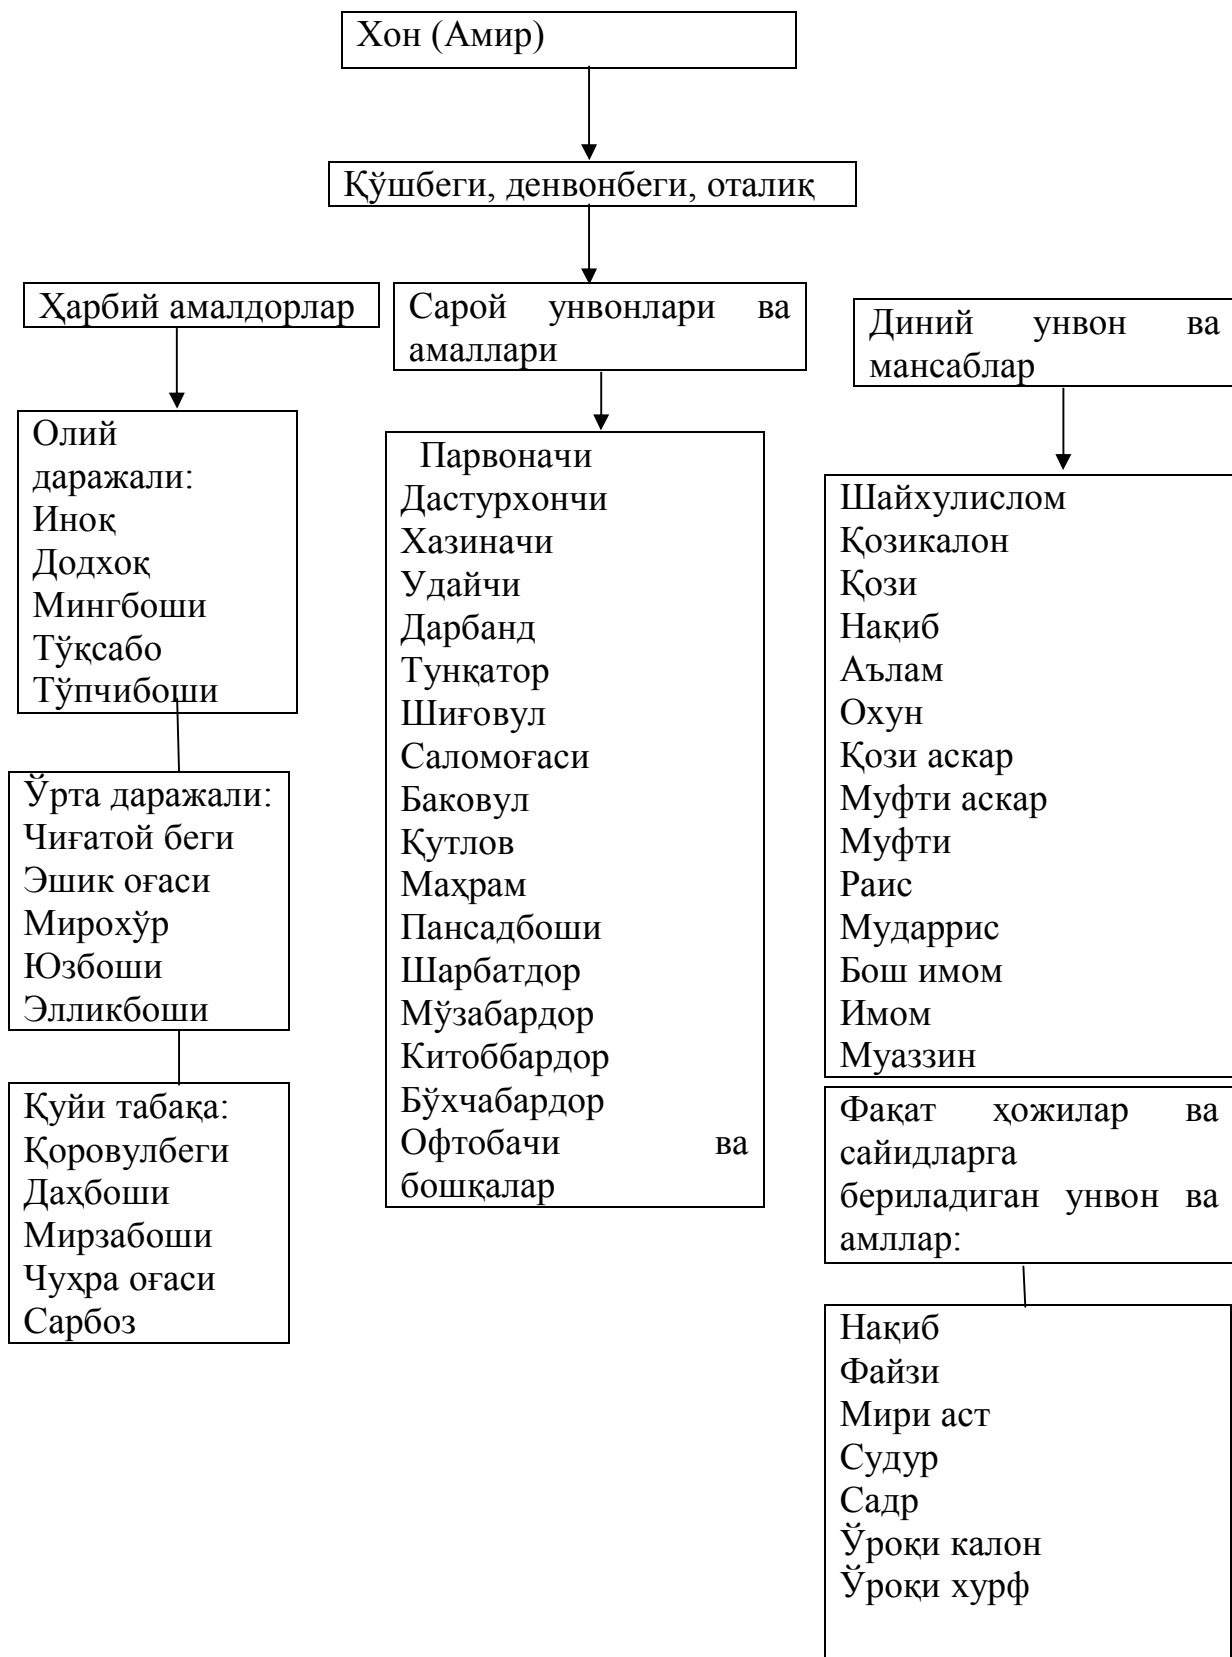 Хон (Амир)
Қўшбеги, денвонбеги, оталиқ
Ҳарбий амалдорлар
Олий
даражали:
Иноқ
Додхоқ
Мингбоши
Тўқсабо
Тўпчибоши
Ўрта даражали:
Чиғатой беги
Эшик оғаси
Мирохўр
Юзбоши
Элликбоши
Қуйи табақа:
Қоровулбеги
Даҳбоши
Мирзабоши
Чуҳра оғаси
Сарбоз
Сарой унвонлари ва
амаллари
Парвоначи
Дастурхончи
Хазиначи
Удайчи
Дарбанд
Тунқатор
Шиғовул
Саломоғаси
Баковул
Қутлов
Маҳрам
Пансадбоши
Шарбатдор
Мўзабардор
Китоббардор
Бўхчабардор
Офтобачи ва
бошқалар
Диний унвон ва
мансаблар
Шайхулислом
Қозикалон
Қози
Нақиб
Аълам
Охун
Қози аскар
Муфти аскар
Муфти
Раис
Мударрис
Бош имом
Имом
Муаззин
Фақат ҳожилар ва
сайидларга
бериладиган унвон ва
амллар:
Нақиб
Файзи
Мири аст
Судур
Садр
Ўроқи калон
Ўроқи хурф